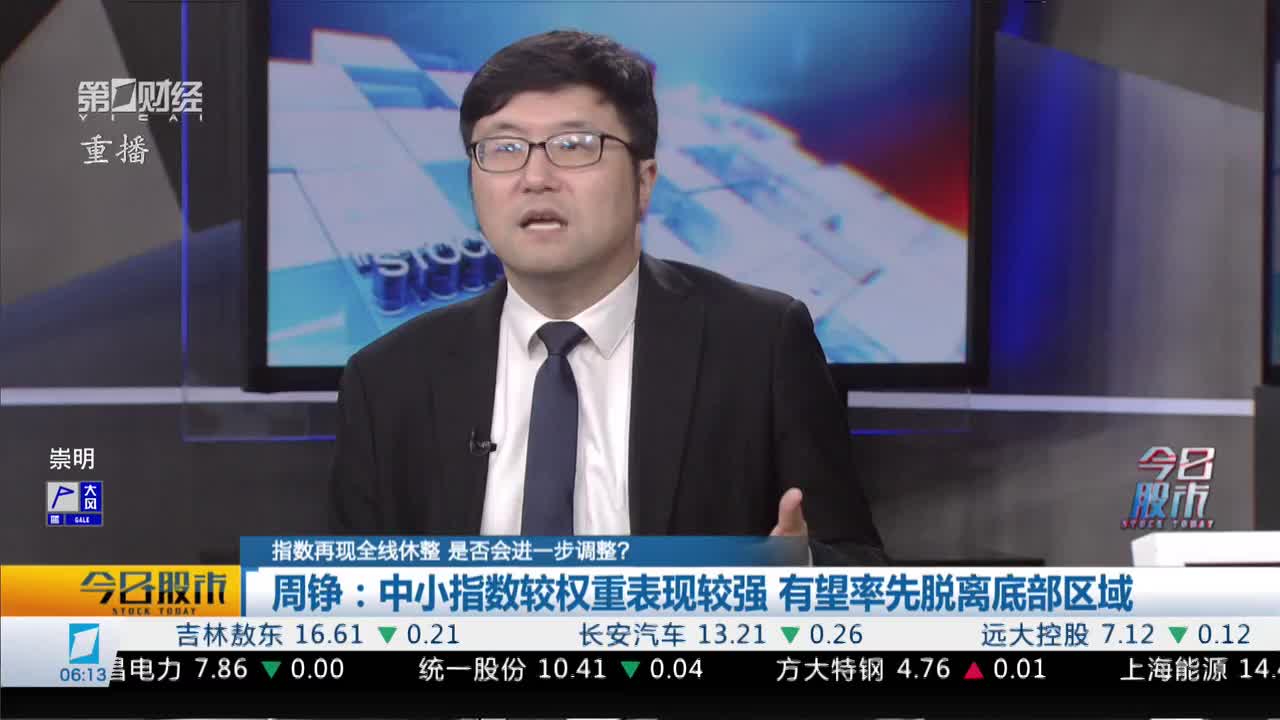 第一财经
YICAI
重播
STOCK
崇明
大风
GALE
今日股市
STOCK TODAY
指数再现全线休整 是否会进一步调整?
今日股市
STOCK TODAY
周铮：中小指数较权重表现较强 有望率先脱离底部区域
吉林敖东 16.61 ▼ 0.21 长安汽车 13.21 ▼ 0.26 远大控股 7.12 ▼ 0.12
06:13
昌电力 7.86 ▼ 0.00 统一股份 10.41 ▼ 0.04 方大特钢 4.76 ▲ 0.01 上海能源 14.4